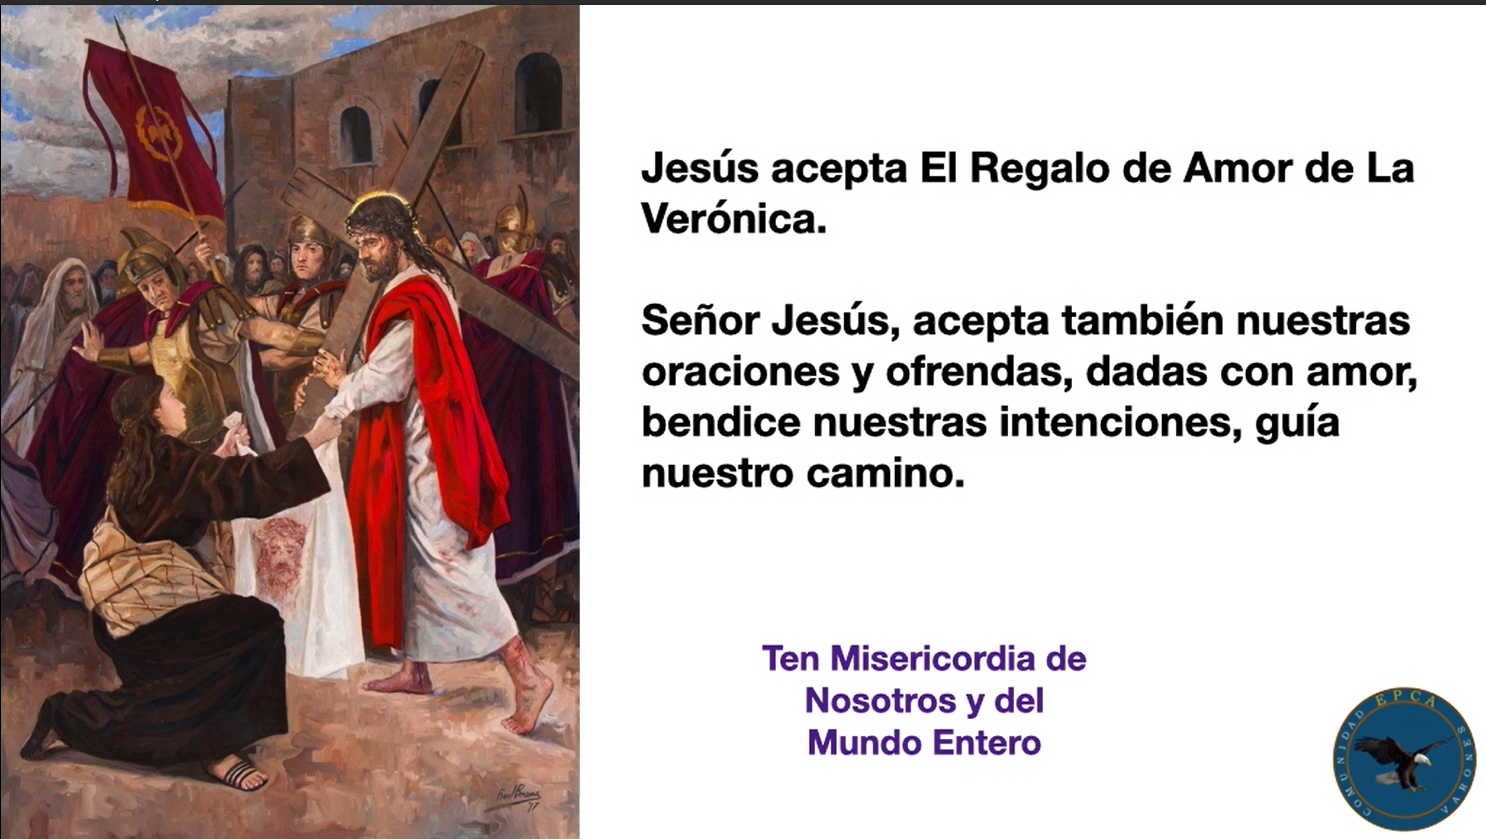 Jesús acepta El Regalo de Amor de La
Verónica.
Señor Jesús, acepta también nuestras
oraciones y ofrendas, dadas con amor,
bendice nuestras intenciones, guía
nuestro camino.
Ten Misericordia de
Nosotros y del
Mundo Entero
COMUNIDAD EPCA VARONES